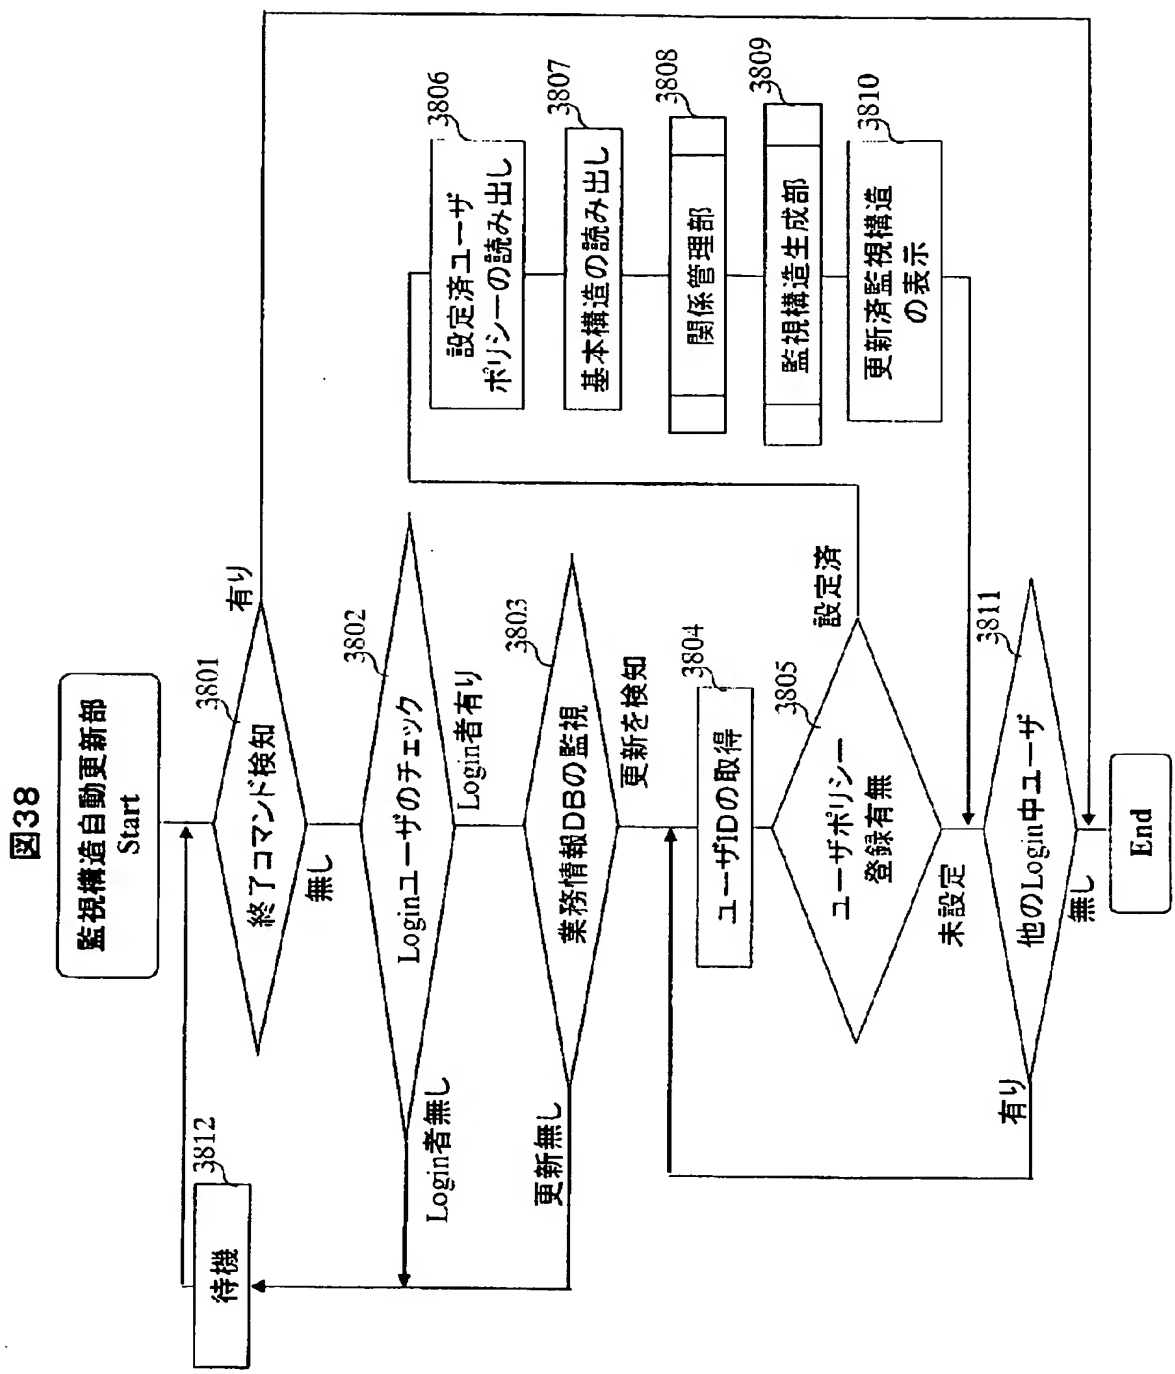 図38
監視構造自動更新部
Start
3801
終了コマンド検知
有り
無し
3802
Loginユーザのチェック
Login者有り
Login者無し
3812
待機
3803
業務情報DBの監視
更新を検知
更新無し
3804
ユーザIDの取得
3805
ユーザポリシー
登録有無
設定済
未設定
3806
設定済ユーザ
ポリシーの読み出し
3807
基本構造の読み出し
3808
関係管理部
3809
監視構造生成部
3810
更新済監視構造
の表示
3811
他のLogin中ユーザ
有り
無し
End